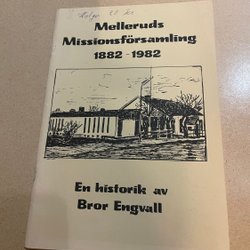 Melleruds
Missionsförsamling
1882-1982
En historik av
Bror Engvall